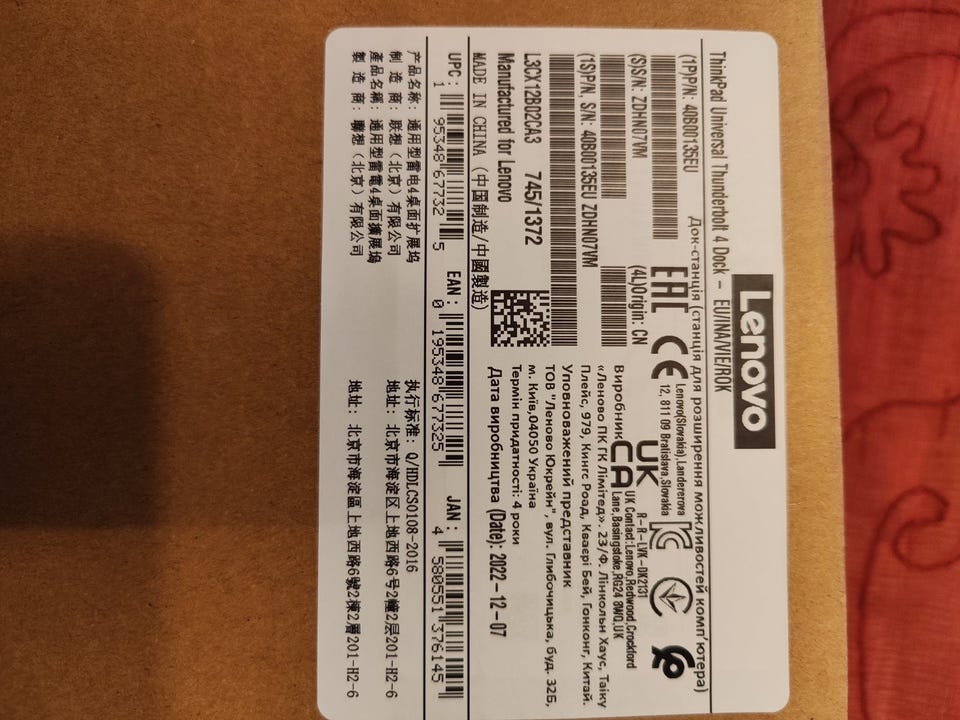 Lenovo
ThinkPad Universal Thunderbolt 4 Dock – EU/INA/VIE/ROK
Док-станція (станція для розширення можливостей комп'ютера)
(1P)P/N: 40B00135EU
(S)S/N: ZDHN07VM
(4L)Origin: CN
(1S)P/N, S/N: 40B00135EU ZDHN07VM
L3CX12B02CA3 745/1372
Manufactured for Lenovo
MADE IN CHINA (中国制造/中國製造)
EAC
CE
Lenovo(Slovakia),Landererova
12, 811 09 Bratislava,Slovakia
UK
CA
R-R-LVK-DK2131
UK Contact:Lenovo,Redwood,Crockford
Lane,Basingstoke,RG24 8WQ,UK
Виробник
«Леново ПК ГК Лімітед». 23/Ф. Лінкольн Хаус, Тайку
Плейс, 979, Кингс Роад, Кваєрі Бей, Гонконг, Китай.
Уповноважений представник
ТОВ "Леново Юкрейн", вул. Глибочицька, буд. 32Б,
м. Київ,04050 Україна
Термін придатності: 4 роки
Дата виробництва (Date): 2022-12-07
UPC: 1 95348 67732 5
EAN: 0 195348 677325
JAN: 4 580551 376145
产品名称: 通用型雷电4桌面扩展坞
执行标准: Q/HDLCS0108-2016
制 造 商: 联想(北京)有限公司
地址: 北京市海淀区上地西路6号2幢2层201-H2-6
產品名稱: 通用型雷電4桌面擴展塢
製 造 商: 聯想(北京)有限公司
地址: 北京市海淀區上地西路6號2棟2層201-H2-6